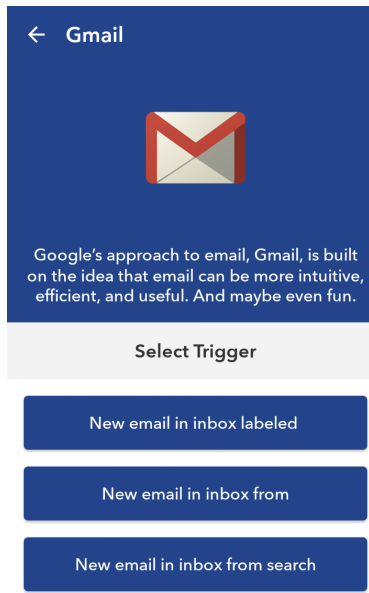 Gmail
Google’s approach to email, Gmail, is built
on the idea that email can be more intuitive,
efficient, and useful. And maybe even fun.
Select Trigger
New email in inbox labeled
New email in inbox from
New email in inbox from search